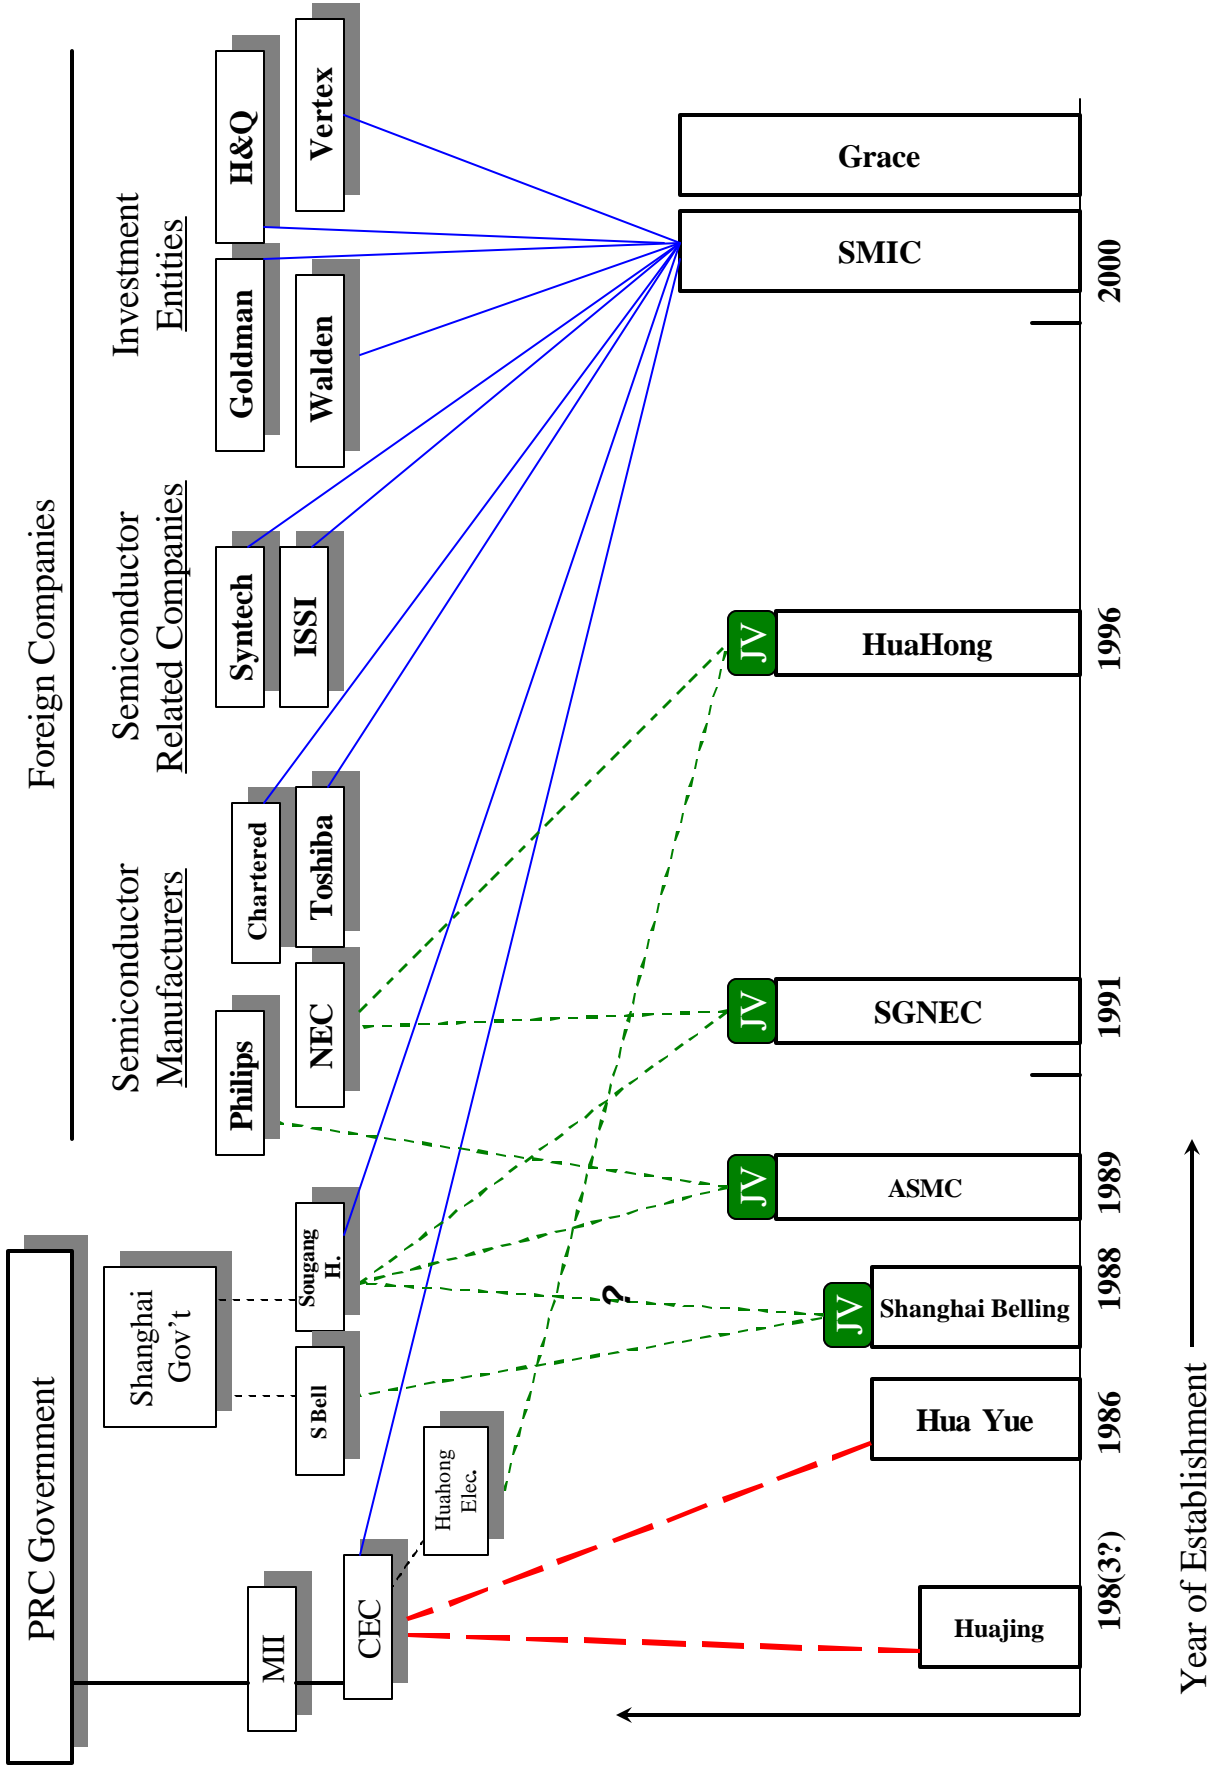 PRC Government
Foreign Companies
Shanghai
Gov't
Semiconductor
Manufacturers
Semiconductor
Related Companies
Investment
Entities
MII
Philips
Chartered
Syntech
Goldman
H&Q
CEC
S Bell
Sougang
H.
NEC
Toshiba
ISSI
Walden
Vertex
Huahong
Elec.
?
JV
JV
JV
JV
Huajing
Hua Yue
Shanghai Belling
ASMC
SGNEC
HuaHong
SMIC
Grace
198(3?)
1986
1988
1989
1991
1996
2000
Year of Establishment